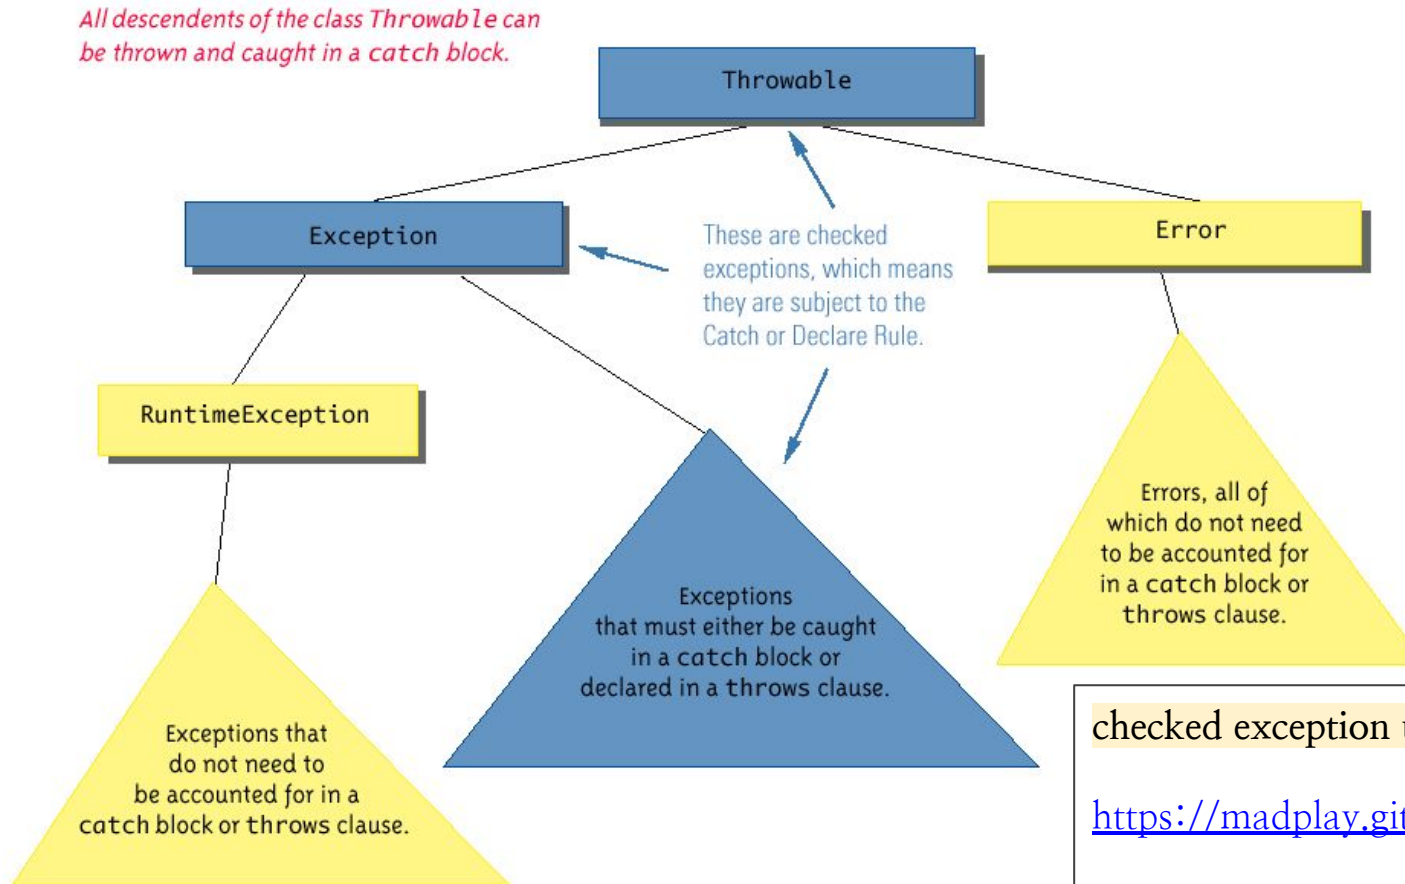 All descendents of the class Throwable can
be thrown and caught in a catch block.
Throwable
Exception
These are checked
exceptions, which means
they are subject to the
Catch or Declare Rule.
Error
RuntimeException
Errors, all of
which do not need
to be accounted for
in a catch block or
throws clause.
Exceptions
that must either be caught
in a catch block or
declared in a throws clause.
Exceptions that
do not need to
be accounted for in a
catch block or throws clause.
checked exception
https://madplay.git